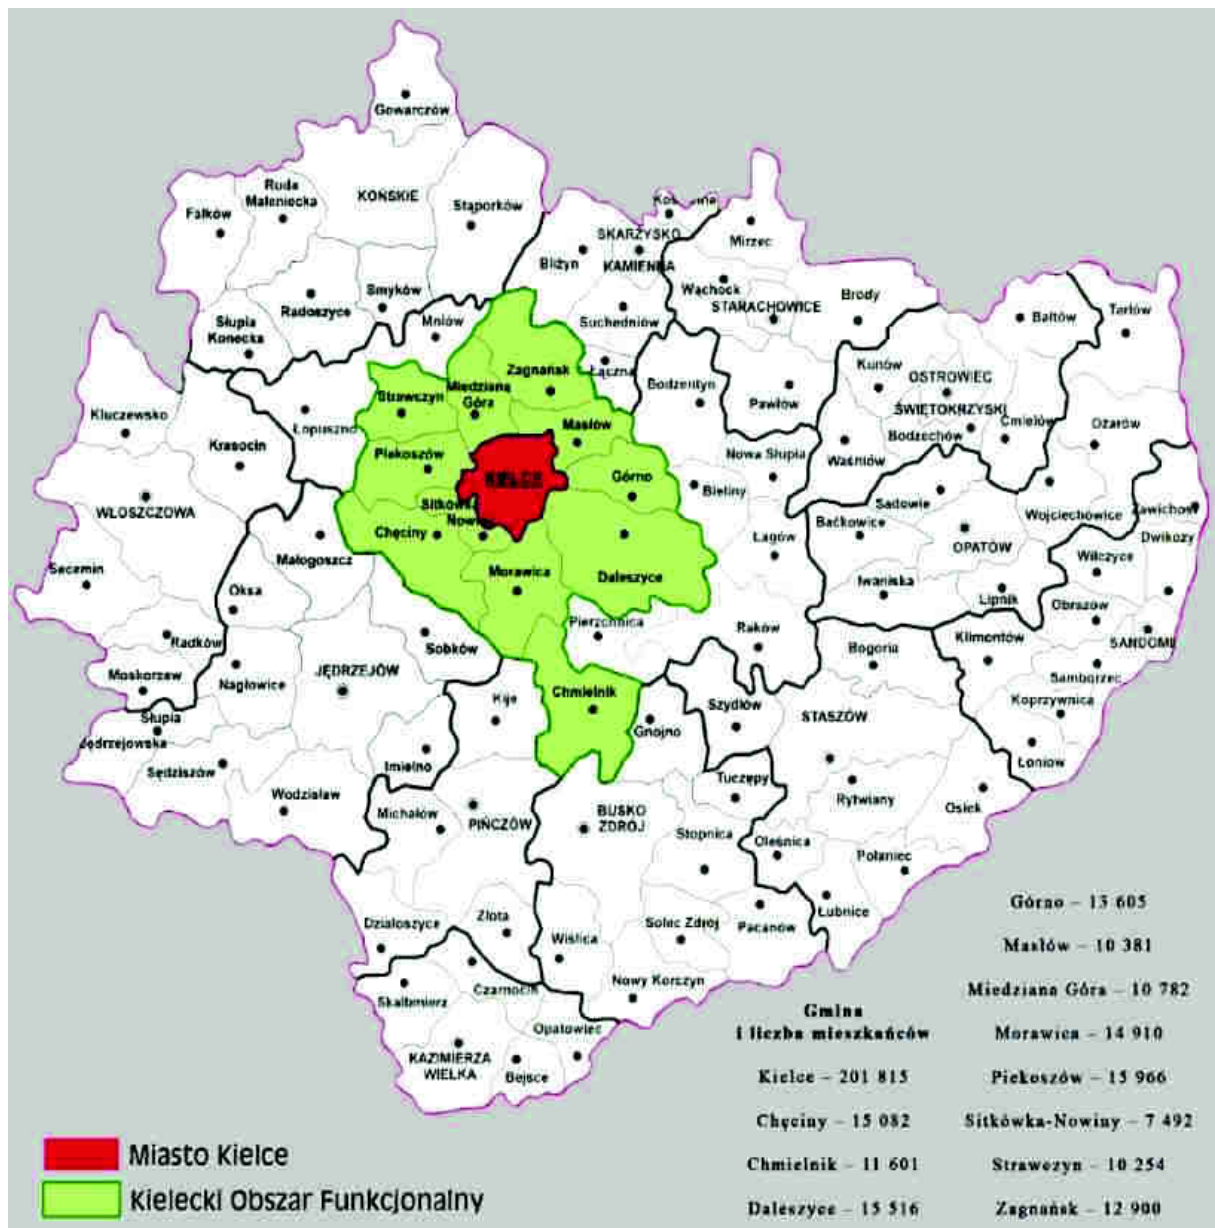 Gowarczów
Ruda
Maleniecka
KOŃSKIE
Stąporków
Fałków
SKARŻYSKO
KAMIENNA
Mirzec
Bliżyn
Wąchock
STARACHOWICE
Brody
Smyków
Radoszyce
Mniów
Suchedniów
Bałtów
Tarłów
Słupia
Konecka
Zagnańsk
Łączna
Bodzentyn
Kunów
OSTROWIEC
ŚWIĘTOKRZYSKI
Miedziana
Góra
Strawczyn
Pawłów
Bodzechów
Ćmielów
Ożarów
Kluczewsko
Łopuszno
Masłów
Krasocin
Piekoszów
Nowa Słupia
Waśniów
KIELCE
Górno
Bieliny
Sadowie
WŁOSZCZOWA
Wojciechowice
Baćkowice
Chęciny
Łagów
OPATÓW
Dwikozy
Małogoszcz
Wilczyce
Secemin
Morawica
Daleszyce
Iwaniska
Lipnik
Oksa
Obrazów
Pierzchnica
Raków
Klimontów
Radków
Sobków
Bogoria
Moskorzew
Nagłowice
JĘDRZEJÓW
Samborzec
Kije
Chmielnik
Szydłów
Koprzywnica
Słupia
Jędrzejowska
STASZÓW
Gnojno
Sędziszów
Imielno
Łoniów
Tuczępy
Rytwiany
Osiek
Wodzisław
Michałów
PIŃCZÓW
BUSKO
ZDRÓJ
Stopnica
Oleśnica
Połaniec
Działoszyce
Złota
Wiślica
Solec Zdrój
Pacanów
Łubnice
Skalbmierz
Czarnocin
Nowy Korczyn
KAZIMIERZA
WIELKA
Opatowiec
Bejsce
Gmina
i liczba mieszkańców
Kielce – 201 815
Chęciny – 15 082
Chmielnik – 11 601
Daleszyce – 15 516
Górno – 13 605
Masłów – 10 381
Miedziana Góra – 10 782
Morawica – 14 910
Piekoszów – 15 966
Sitkówka-Nowiny – 7 492
Strawczyn – 10 254
Zagnańsk – 12 900
Miasto Kielce
Kielecki Obszar Funkcjonalny